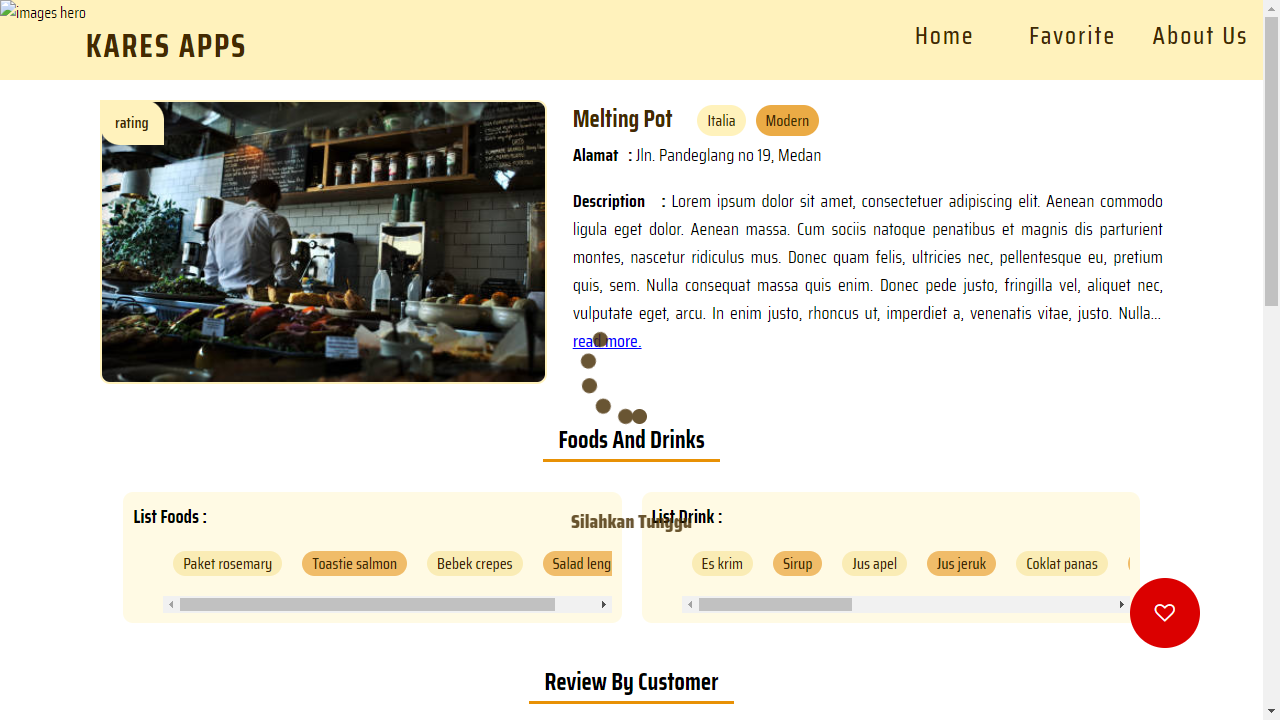 images hero
KARES APPS
Home Favorite About Us
rating
Melting Pot Italia Modern
Alamat : Jln. Pandeglang no 19, Medan
Description : Lorem ipsum dolor sit amet, consectetuer adipiscing elit. Aenean commodo
ligula eget dolor. Aenean massa. Cum sociis natoque penatibus et magnis dis parturient
montes, nascetur ridiculus mus. Donec quam felis, ultricies nec, pellentesque eu, pretium
quis, sem. Nulla consequat massa quis enim. Donec pede justo, fringilla vel, aliquet nec,
vulputate eget, arcu. In enim justo, rhoncus ut, imperdiet a, venenatis vitae, justo. Nulla...
read more.
Foods And Drinks
List Foods :
Silahkan Tunggu
List Drink :
Paket rosemary Toastie salmon Bebek crepes Salad leng
Es krim Sirup Jus apel Jus jeruk Coklat panas
Review By Customer